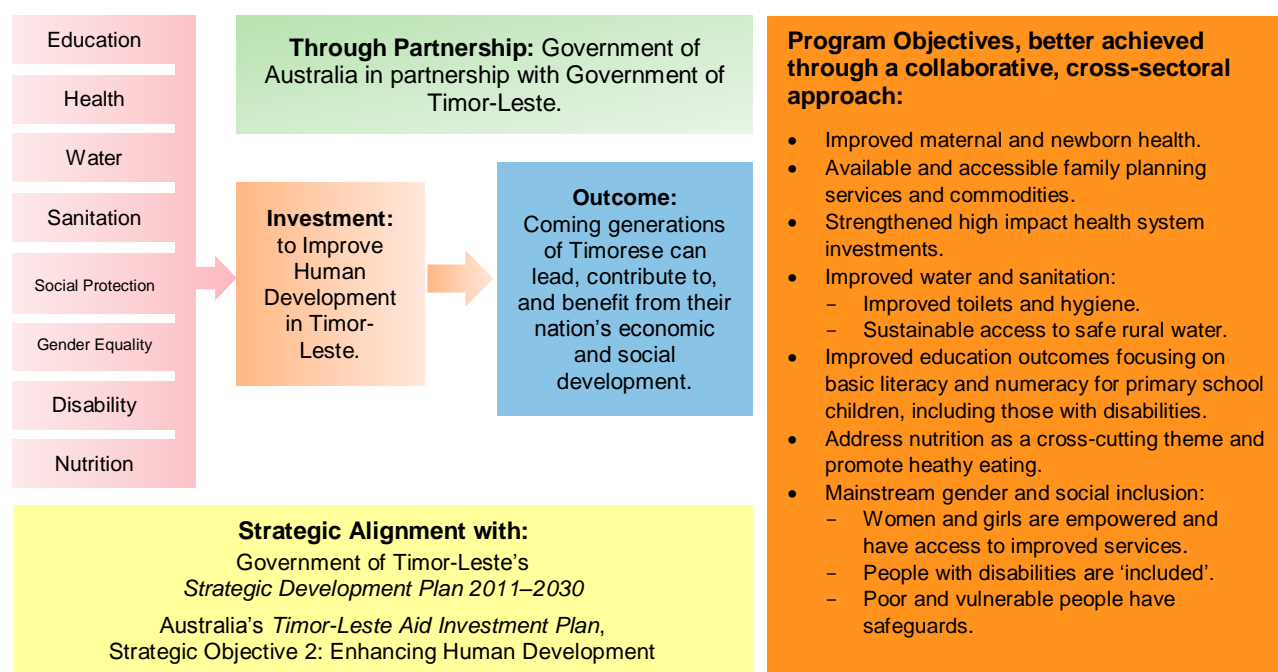 Education
Health
Water
Sanitation
Social Protection
Gender Equality
Disability
Nutrition
Through Partnership: Government of
Australia in partnership with Government of
Timor-Leste.
Investment:
to Improve
Human
Development
in Timor-
Leste.
Outcome:
Coming generations
of Timorese can
lead, contribute to,
and benefit from their
nation’s economic
and social
development.
Strategic Alignment with:
Government of Timor-Leste’s
Strategic Development Plan 2011–2030
Australia’s Timor-Leste Aid Investment Plan,
Strategic Objective 2: Enhancing Human Development
Program Objectives, better achieved
through a collaborative, cross-sectoral
approach:
• Improved maternal and newborn health.
• Available and accessible family planning
services and commodities.
• Strengthened high impact health system
investments.
• Improved water and sanitation:
- Improved toilets and hygiene.
- Sustainable access to safe rural water.
• Improved education outcomes focusing on
basic literacy and numeracy for primary school
children, including those with disabilities.
• Address nutrition as a cross-cutting theme and
promote heathy eating.
• Mainstream gender and social inclusion:
- Women and girls are empowered and
have access to improved services.
- People with disabilities are ‘included’.
- Poor and vulnerable people have
safeguards.